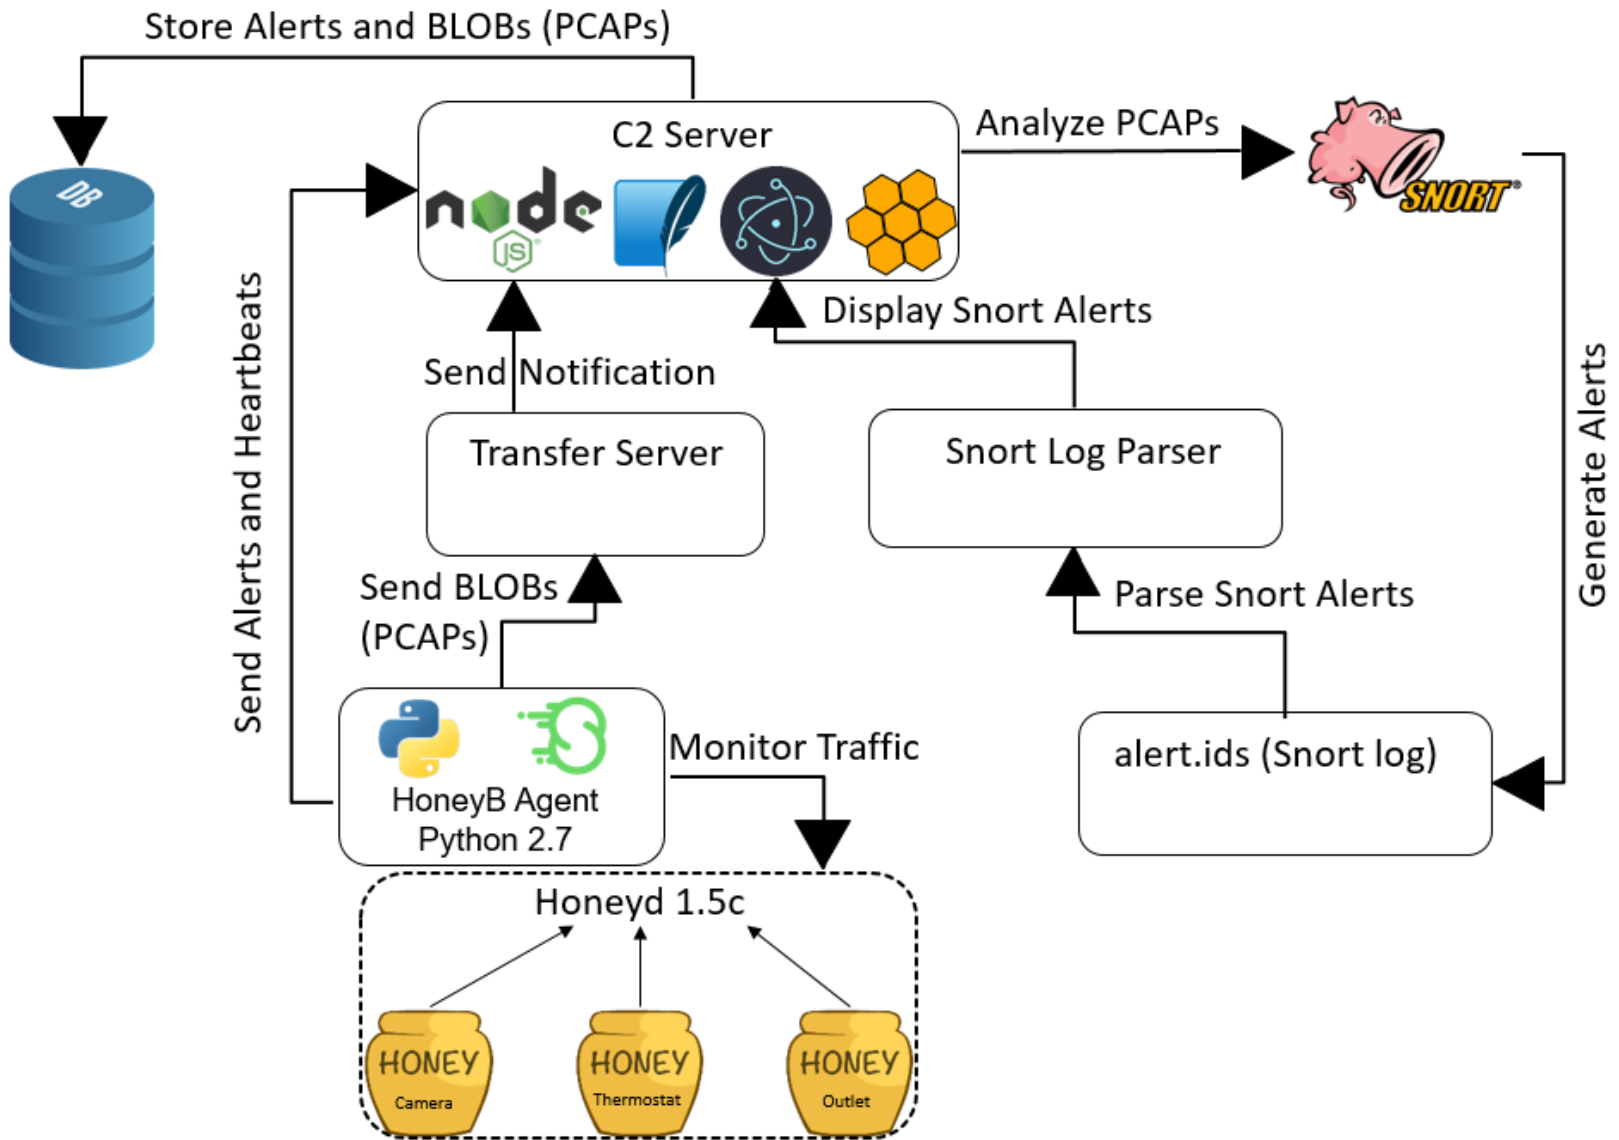 Store Alerts and BLOBs (PCAPs)
C2 Server
Analyze PCAPs
DB
node
JS
SNORT
Display Snort Alerts
Send Notification
Send Alerts and Heartbeats
Generate Alerts
Transfer Server
Snort Log Parser
Send BLOBs
(PCAPs)
Parse Snort Alerts
Monitor Traffic
alert.ids (Snort log)
HoneyB Agent
Python 2.7
Honeyd 1.5c
HONEY
Camera
HONEY
Thermostat
HONEY
Outlet